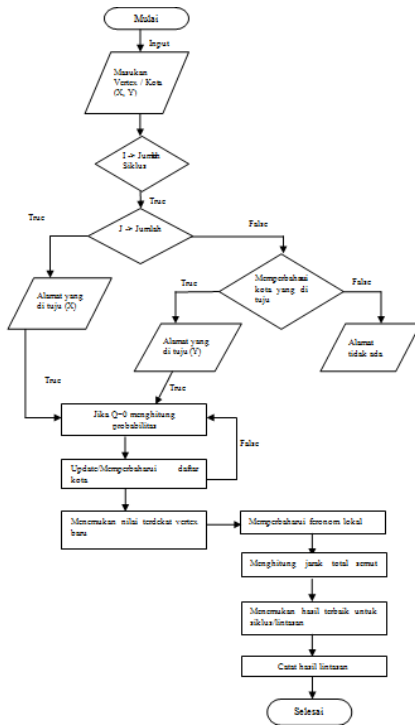 Mulai
Input
Masukan
Vertex / Kota
(X, Y)
I -> Jumlah
Siklus
True
True
I -> Jumlah
False
Memperbaharui
kota yang di
tuju
True
False
Alamat yang
di tuju (X)
Alamat yang
di tuju (Y)
Alamat
tidak ada
True
True
Jika Q=0 menghitung
probabilitas
False
Update/Memperbaharui daftar
kota
Menemukan nilai terdekat vertex
baru
Memperbaharui feronom lokal
Menghitung jarak total semut
Menemukan hasil terbaik untuk
siklus/lintasan
Catat hasil lintasan
Selesai